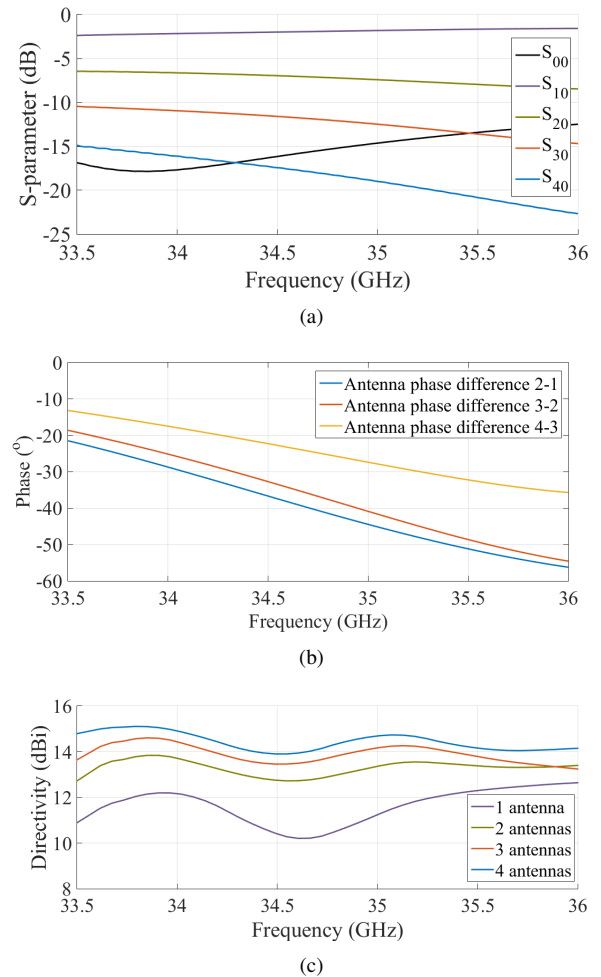 0
-5
-10
-15
-20
-25
S-parameter (dB)
S00
S10
S20
S30
S40
33.5 34 34.5 35 35.5 36
Frequency (GHz)
(a)
0
-10
-20
-30
-40
-50
-60
Phase (o)
Antenna phase difference 2-1
Antenna phase difference 3-2
Antenna phase difference 4-3
33.5 34 34.5 35 35.5 36
Frequency (GHz)
(b)
16
14
12
10
8
Directivity (dBi)
1 antenna
2 antennas
3 antennas
4 antennas
33.5 34 34.5 35 35.5 36
Frequency (GHz)
(c)